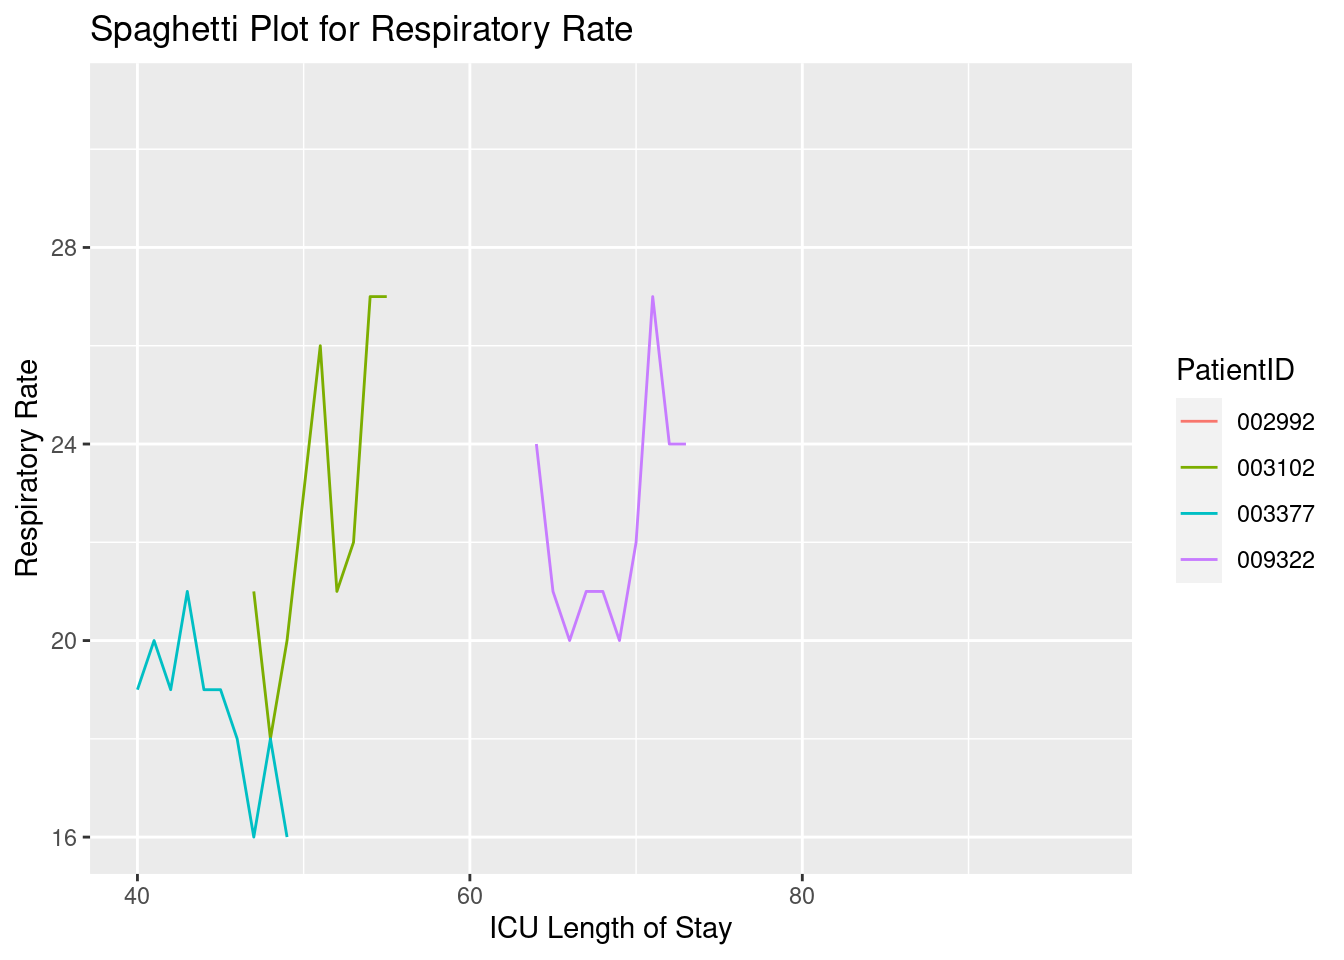 Spaghetti Plot for Respiratory Rate
28
24
20
16
Respiratory Rate
40 60 80
ICU Length of Stay
PatientID
002992
003102
003377
009322